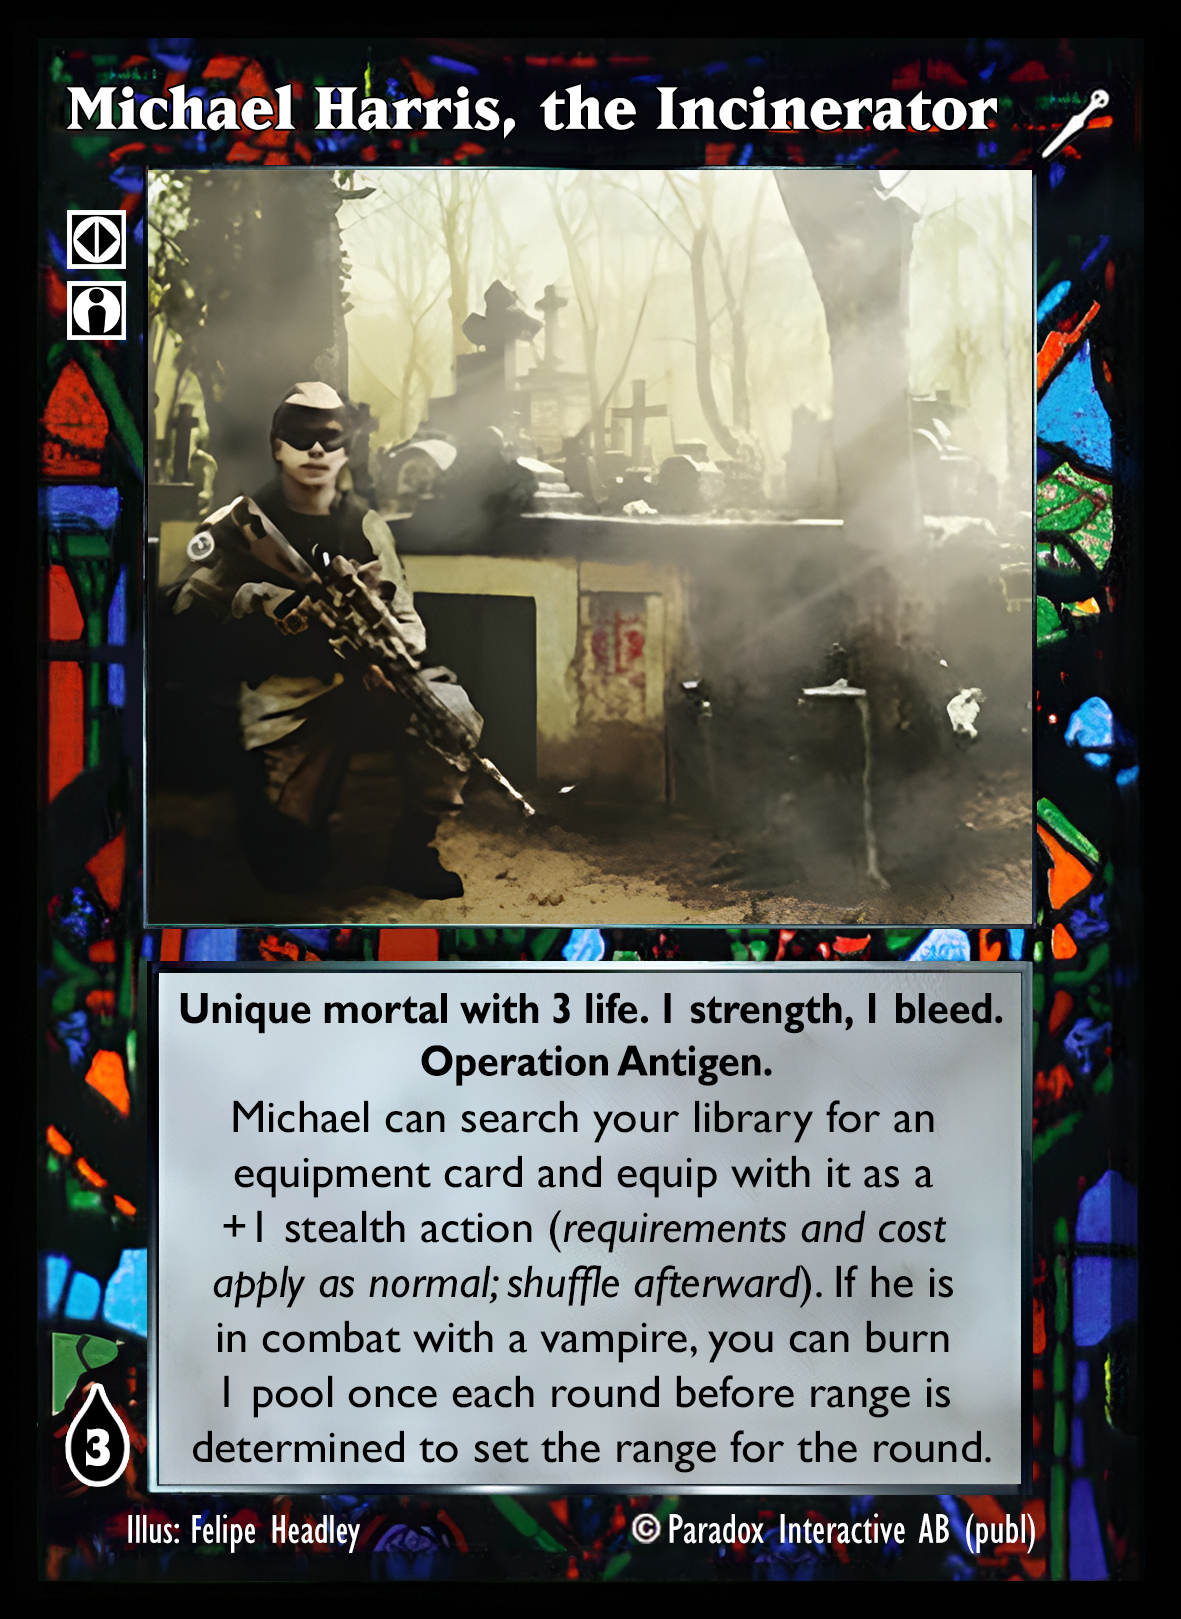 Michael Harris, the Incinerator
Unique mortal with 3 life. 1 strength, 1 bleed.
Operation Antigen.
Michael can search your library for an
equipment card and equip with it as a
+1 stealth action (requirements and cost
apply as normal; shuffle afterward). If he is
in combat with a vampire, you can burn
1 pool once each round before range is
determined to set the range for the round.
3
Illus: Felipe Headley
© Paradox Interactive AB (publ)